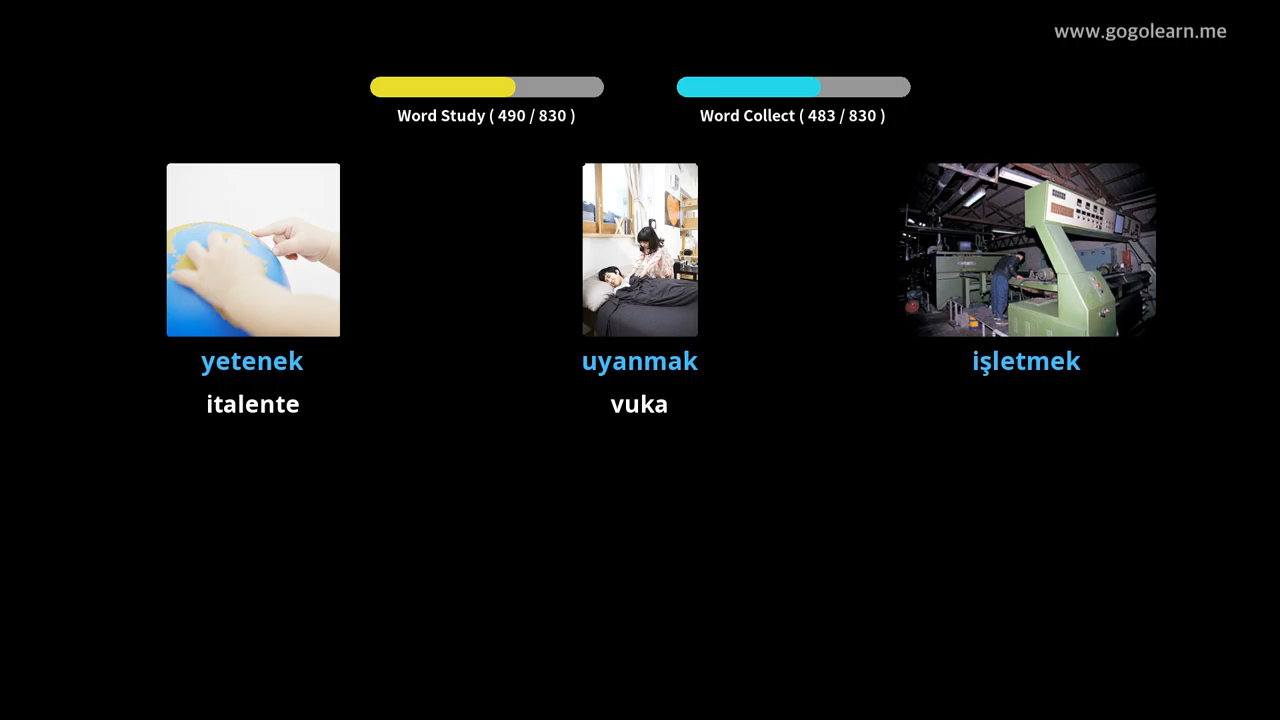 www.gogolearn.me
Word Study ( 490 / 830 )
Word Collect ( 483 / 830 )
yetenek
italente
uyanmak
vuka
işletmek